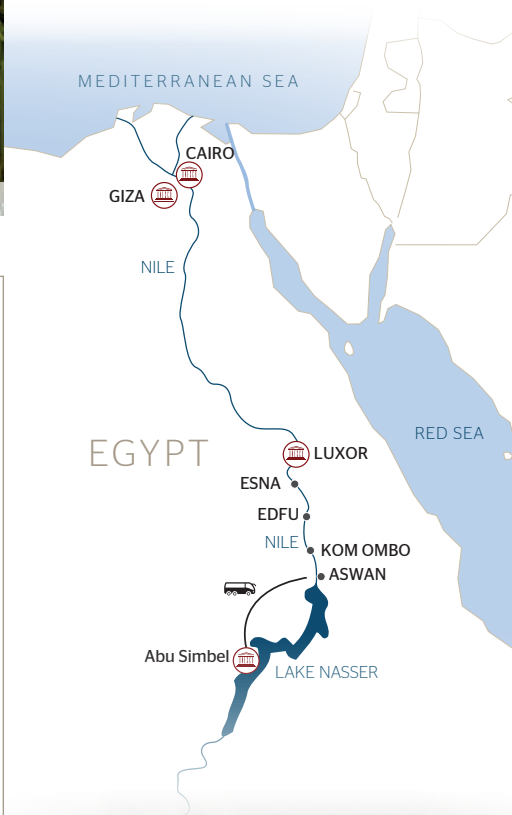 MEDITERRANEAN SEA
CAIRO
GIZA
NILE
EGYPT
RED SEA
LUXOR
ESNA
EDFU
NILE
KOM OMBO
ASWAN
Abu Simbel
LAKE NASSER